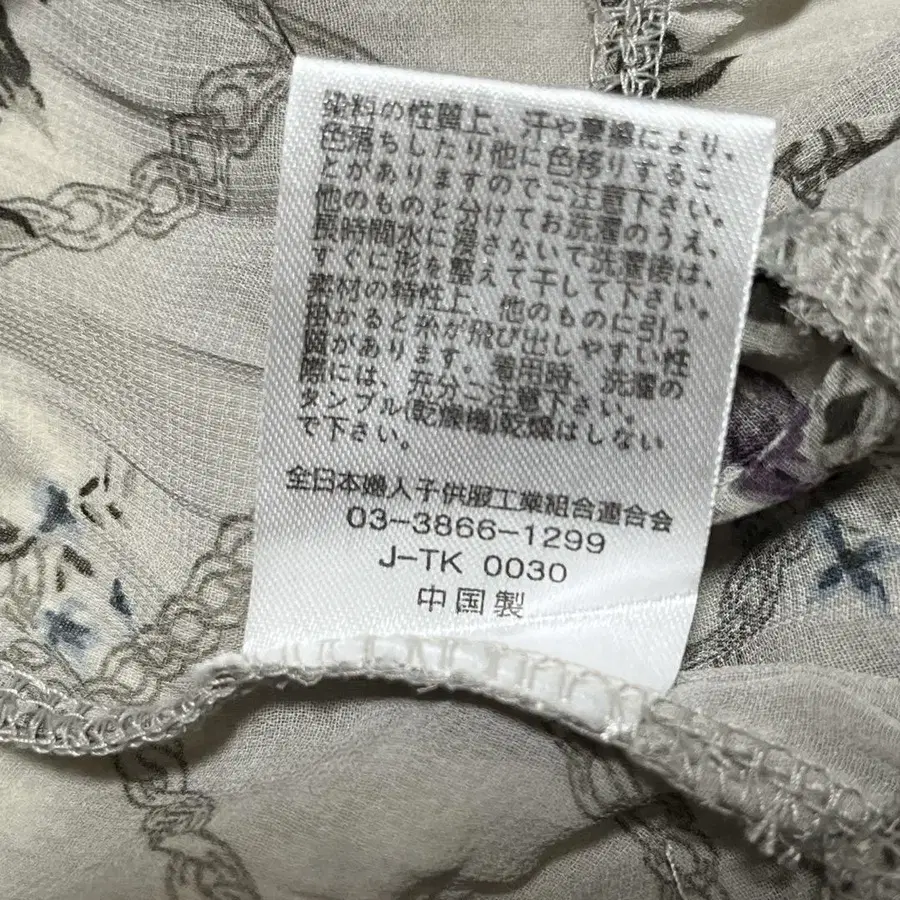 染料の性質上、汗や摩擦により、
色落ちしたり他に色移りするこ
とがありますのでご注意下さい。
他のものと分けてお洗濯のうえ、
長時間水に浸さないで洗濯後は、
すぐに形を整えて干して下さい。
素材の特性上、他のものに引っ
掛かると糸が飛び出しやすい性
質があります。着用時、洗濯の
際には、充分ご注意下さい。
タンブル(乾燥機)乾燥はしない
で下さい。
全日本婦人子供服工業組合連合会
03-3866-1299
J-TK 0030
中国製